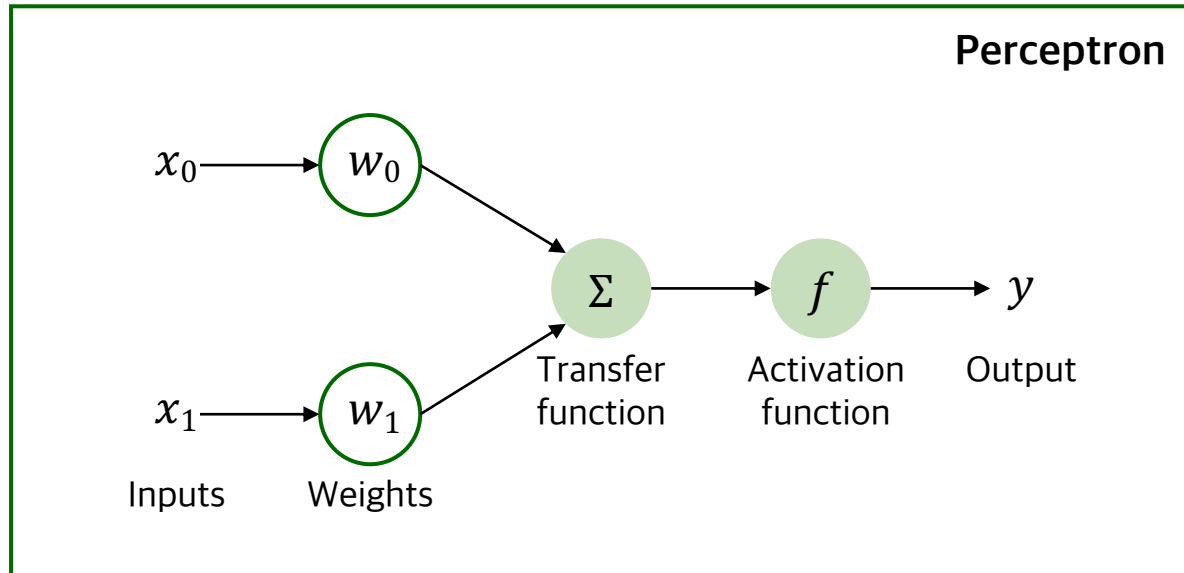 Perceptron
x₀
w₀
Σ
f
y
Transfer
function
Activation
function
Output
x₁
w₁
Inputs
Weights